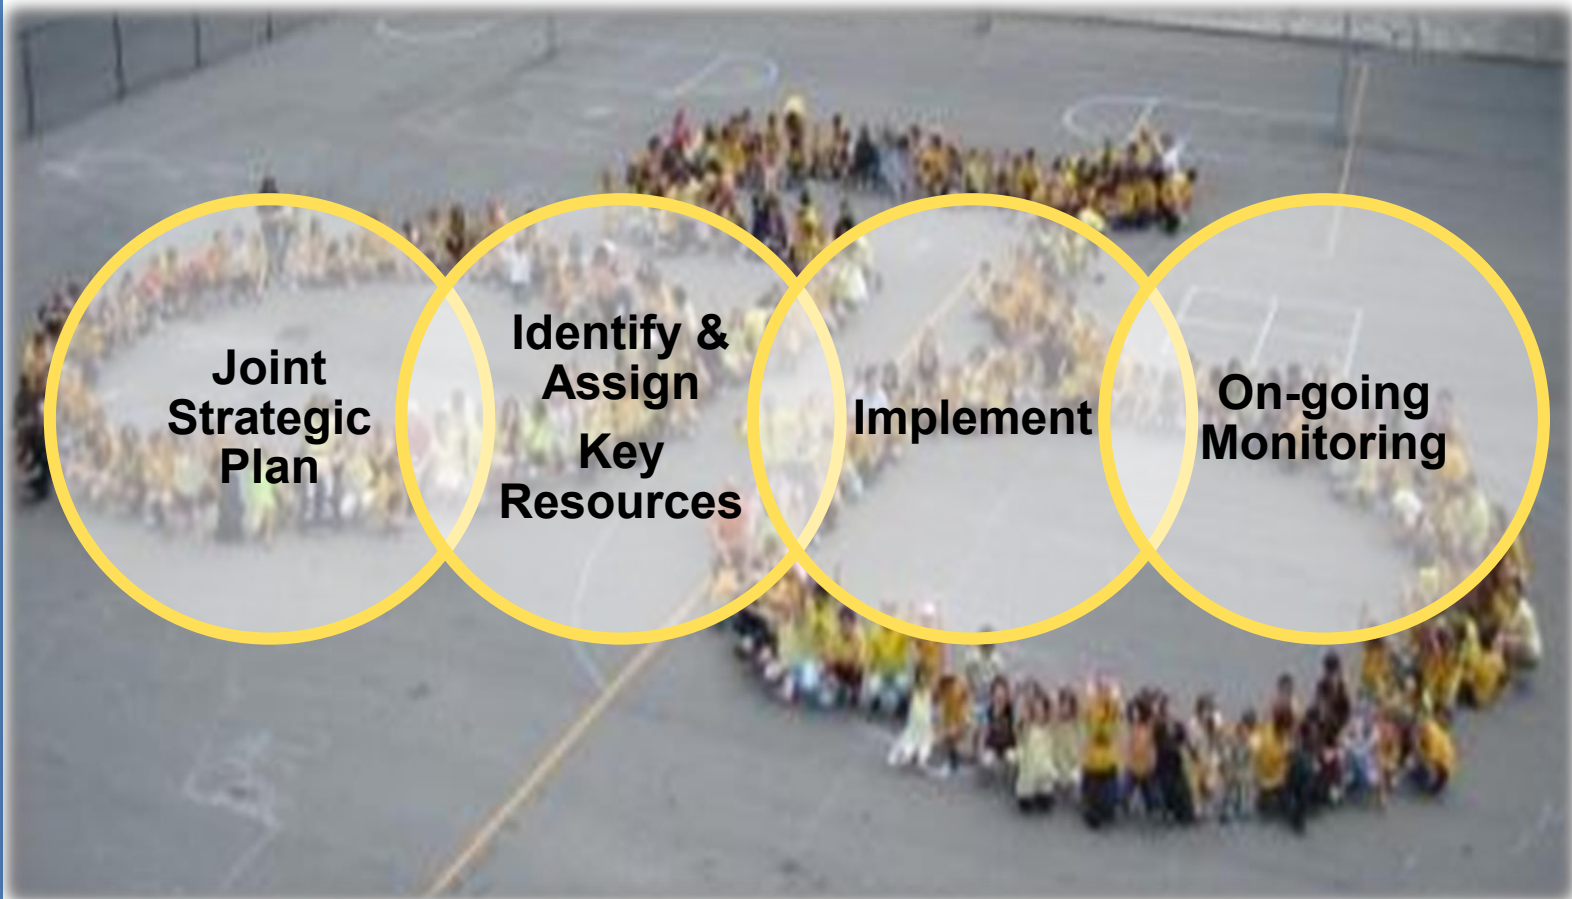 Joint
Strategic
Plan
Identify &
Assign
Key
Resources
Implement
On-going
Monitoring